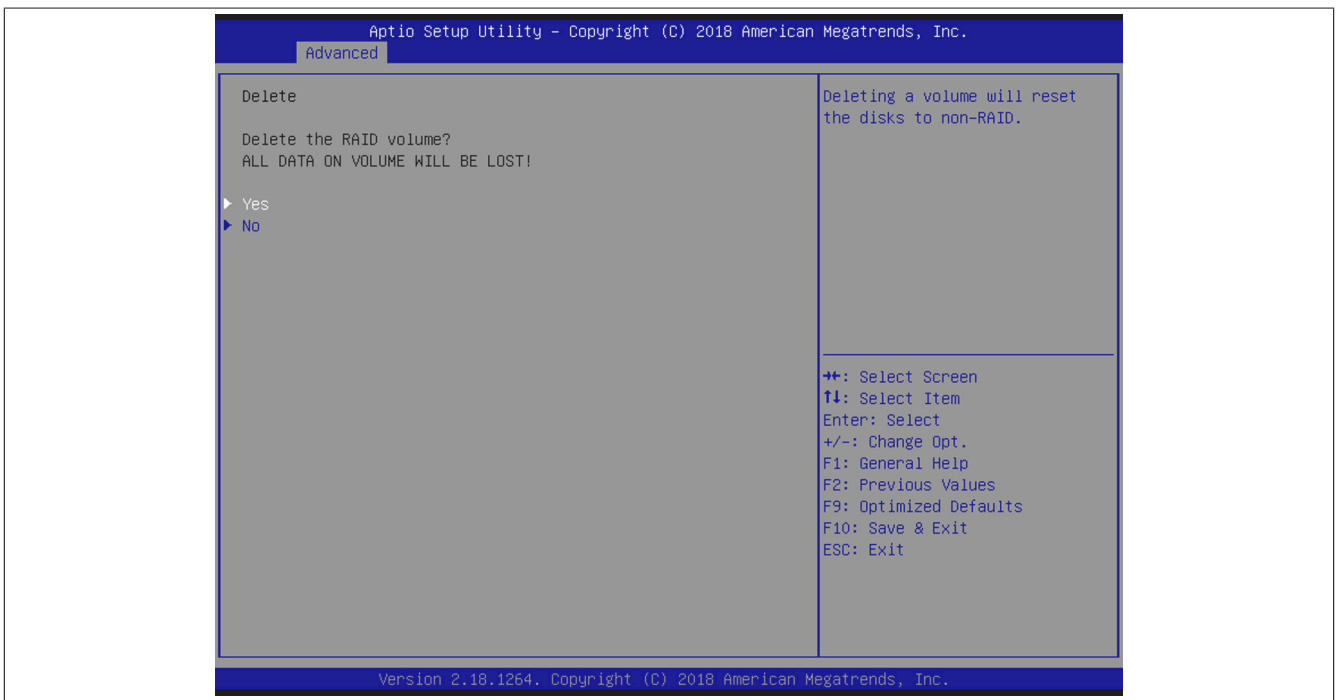 Aptio Setup Utility – Copyright (C) 2018 American Megatrends, Inc.
Advanced
Delete
Delete the RAID volume?
ALL DATA ON VOLUME WILL BE LOST!
Yes
No
Deleting a volume will reset
the disks to non-RAID.
→←: Select Screen
↑↓: Select Item
Enter: Select
+/-: Change Opt.
F1: General Help
F2: Previous Values
F9: Optimized Defaults
F10: Save & Exit
ESC: Exit
Version 2.18.1264. Copyright (C) 2018 American Megatrends, Inc.